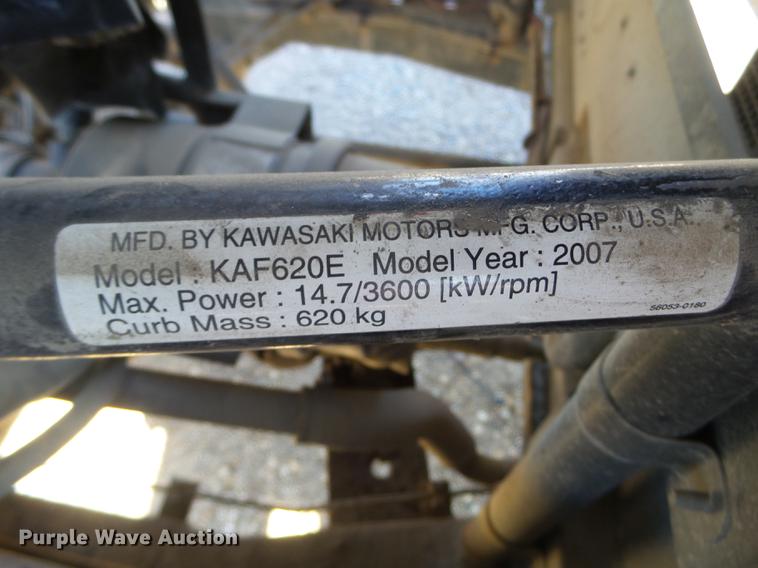 MFD. BY KAWASAKI MOTORS MFG. CORP., U.S.A.
Model : KAF620E Model Year : 2007
Max. Power : 14.7/3600 [kW/rpm]
Curb Mass : 620 kg
56053-0180
Purple Wave Auction